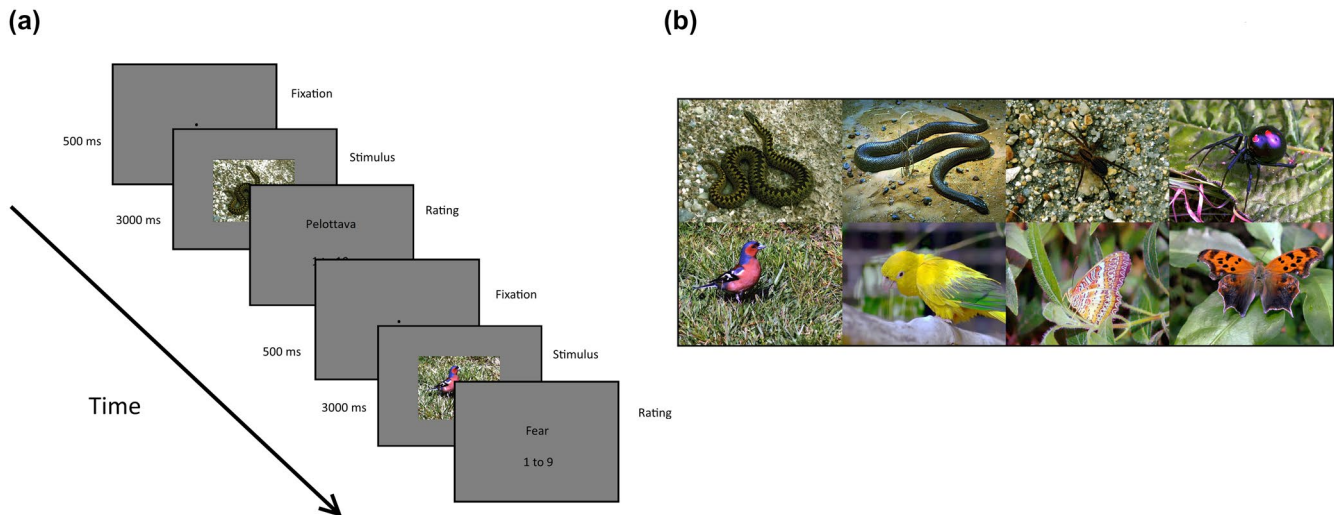 (a)
(b)
Fixation
500 ms
Stimulus
3000 ms
Pelottava
Rating
Fixation
500 ms
Stimulus
3000 ms
Rating
Fear
1 to 9
Time